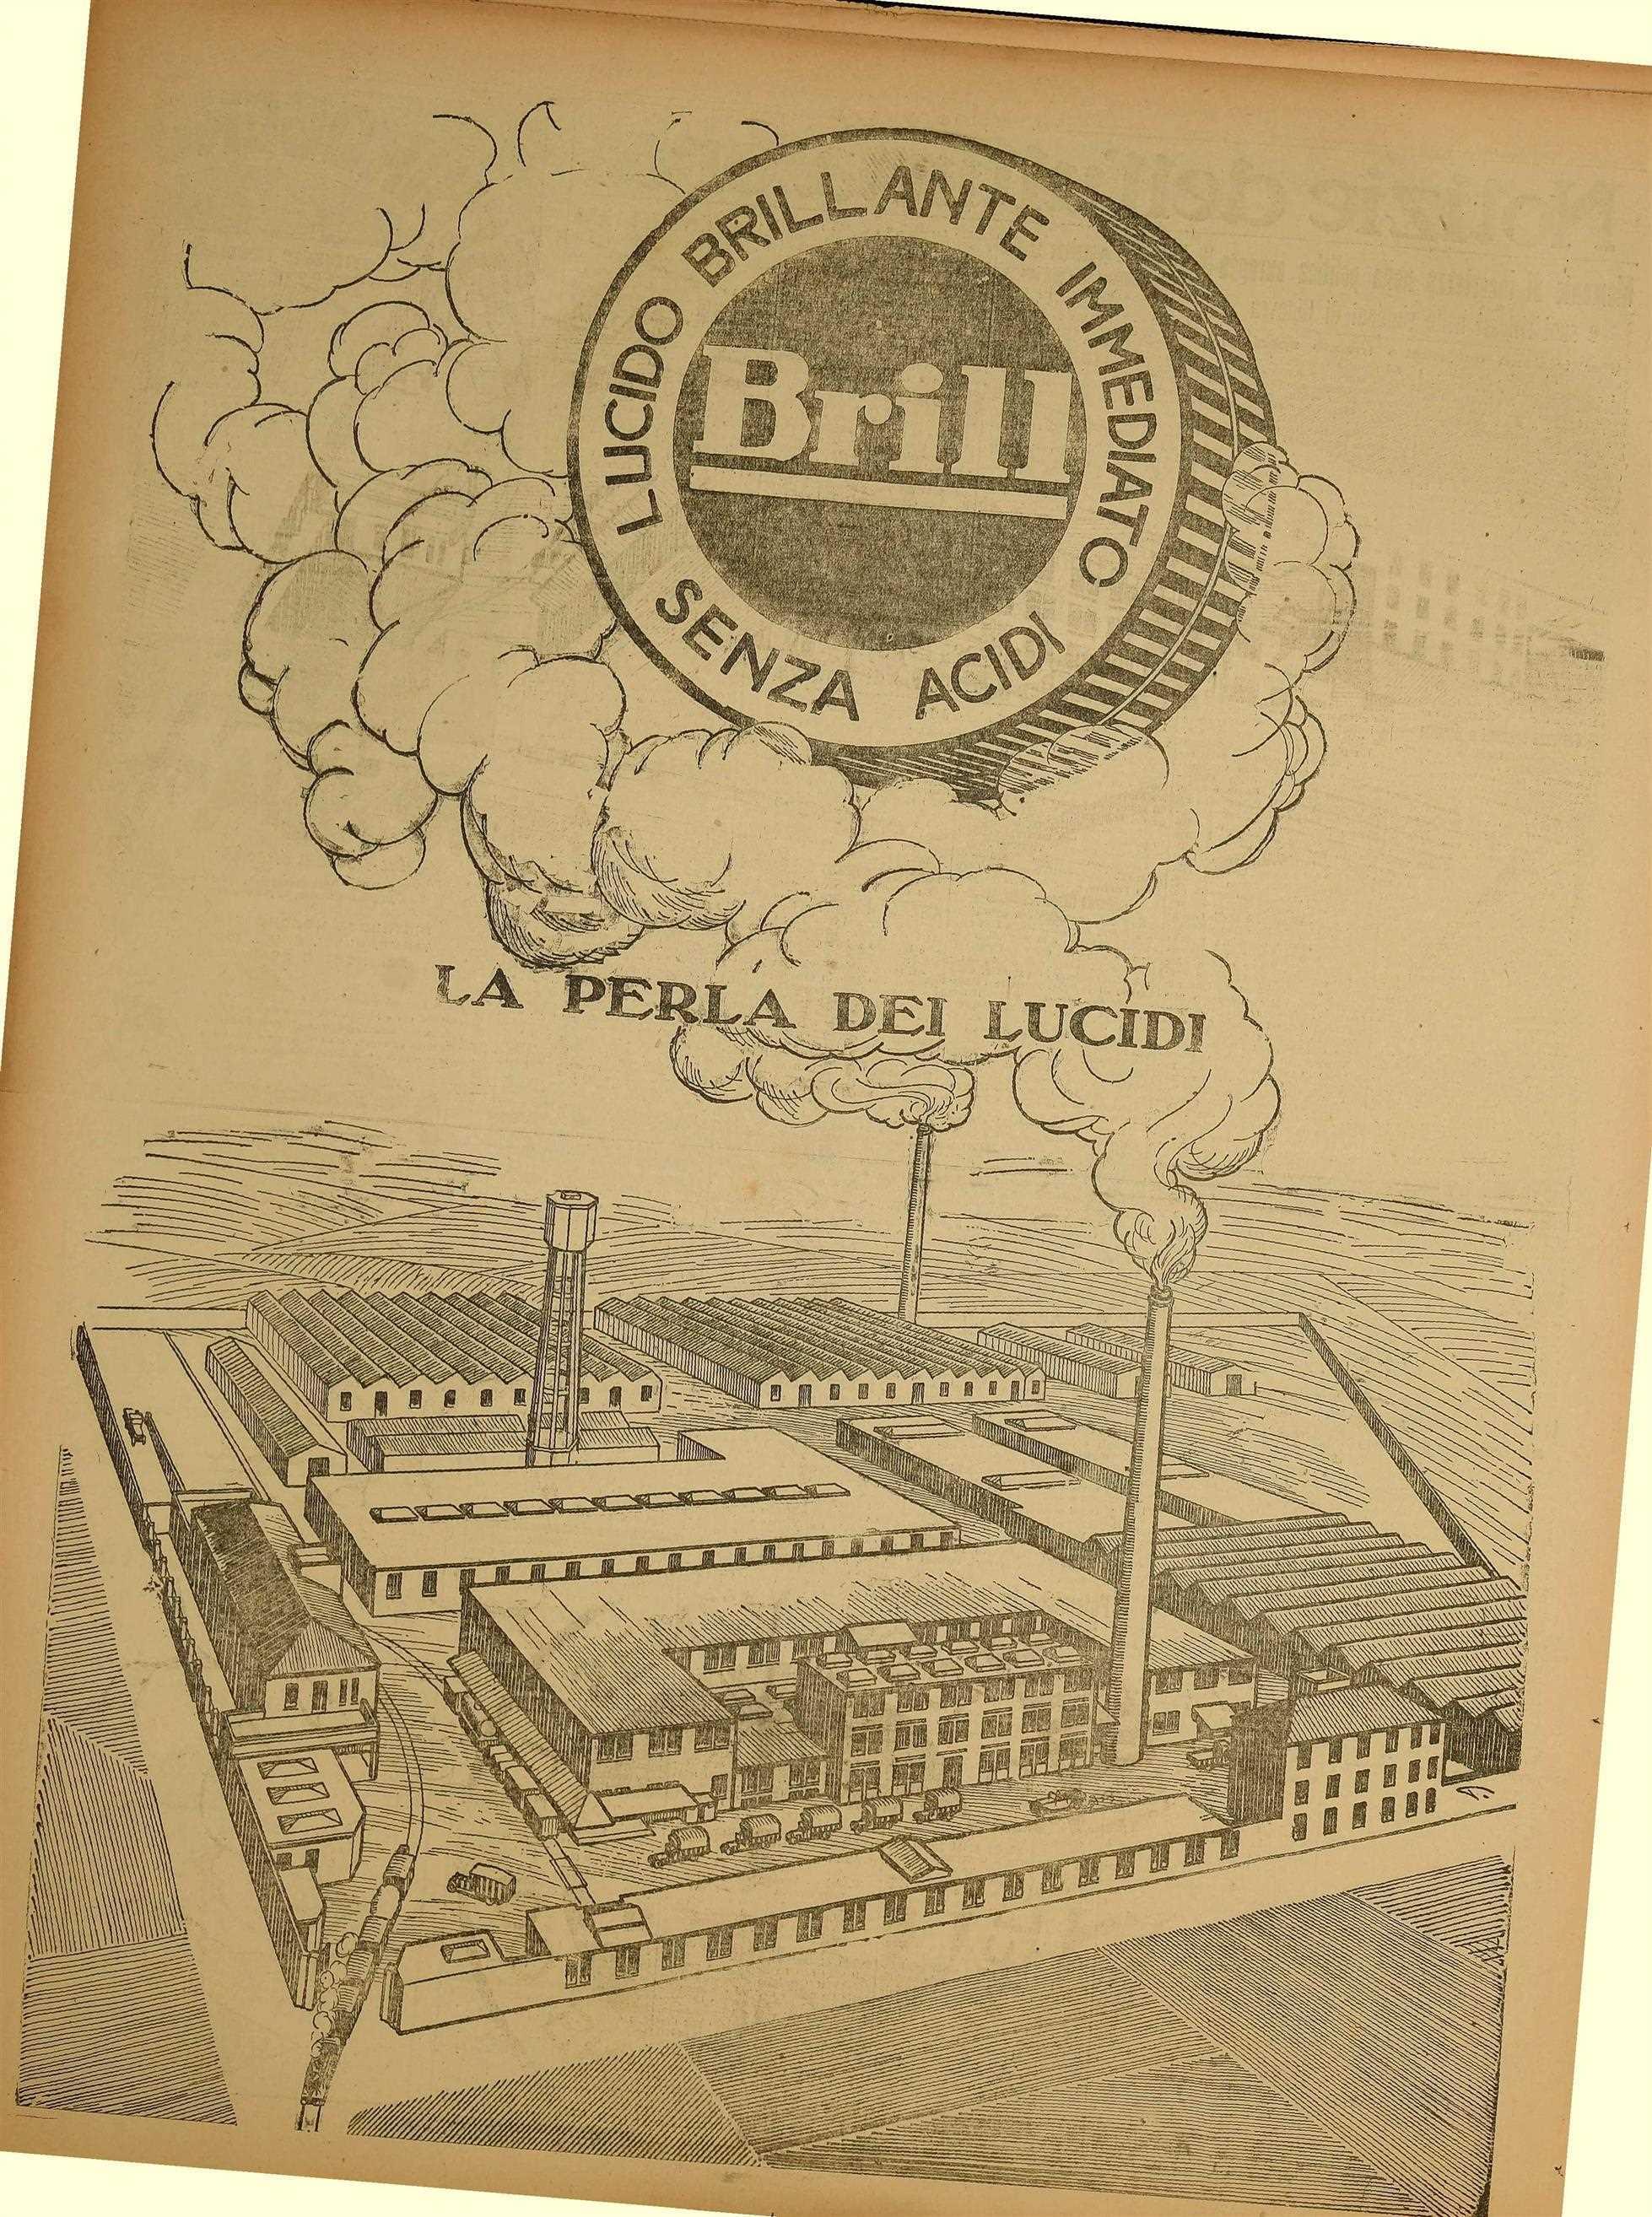 LUCIDO BRILLANTE IMMEDIATO
Brill
SENZA ACIDI
LA PERLA DEI LUCIDI